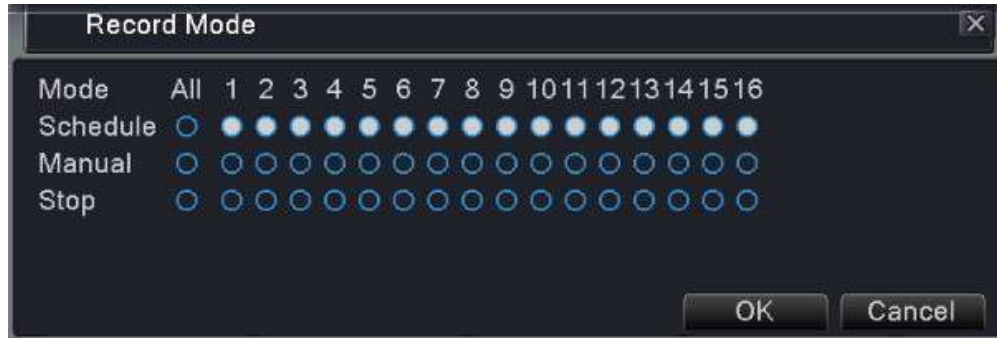 Record Mode
Mode All 1 2 3 4 5 6 7 8 9 10 11 12 13 14 15 16
Schedule
Manual
Stop
OK Cancel